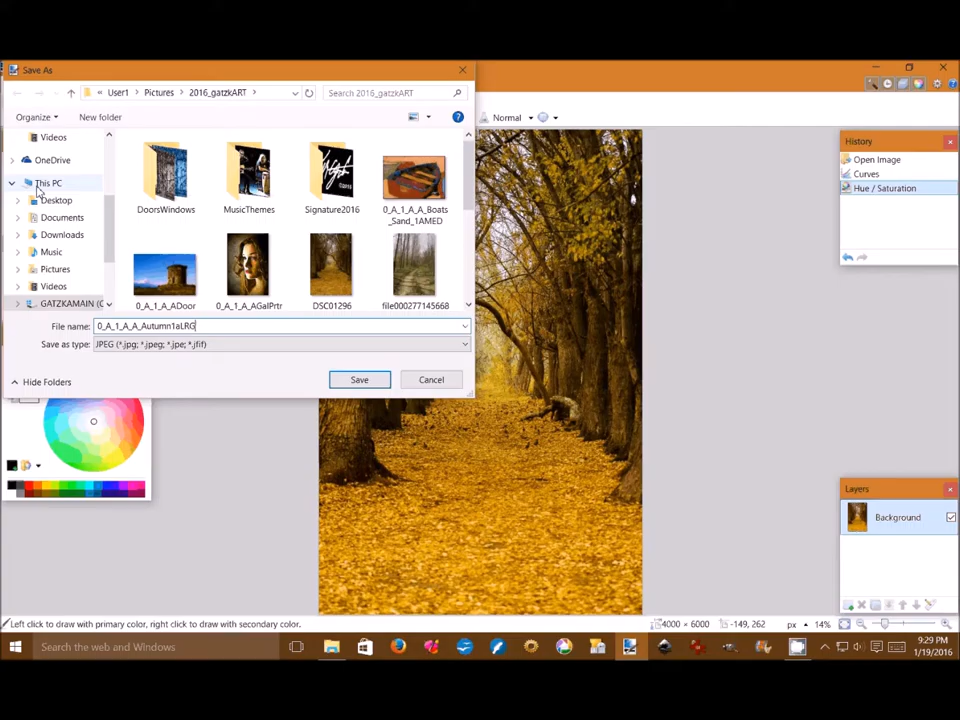 Save As
« User1 > Pictures > 2016_gatzkART >
Search 2016_gatzkART
Organize
New folder
Normal
Videos
OneDrive
This PC
Desktop
Documents
Downloads
Music
Pictures
Videos
GATZKAMAIN (C
DoorsWindows
MusicThemes
Signature2016
0_A_1_A_A_Boats
_Sand_1AMED
0_A_1_A_ADoor
0_A_1_A_AGalPrtr
DSC01296
file000277145668
File name:
0_A_1_A_A_Autumn1aLRG
Save as type:
JPEG (*.jpg; *.jpeg; *.jpe; *.jfif)
Hide Folders
Save
Cancel
History
Open Image
Curves
Hue / Saturation
Layers
Background
Left click to draw with primary color, right click to draw with secondary color.
4000 × 6000
-149, 262
px
14%
Search the web and Windows
9:29 PM
1/19/2016